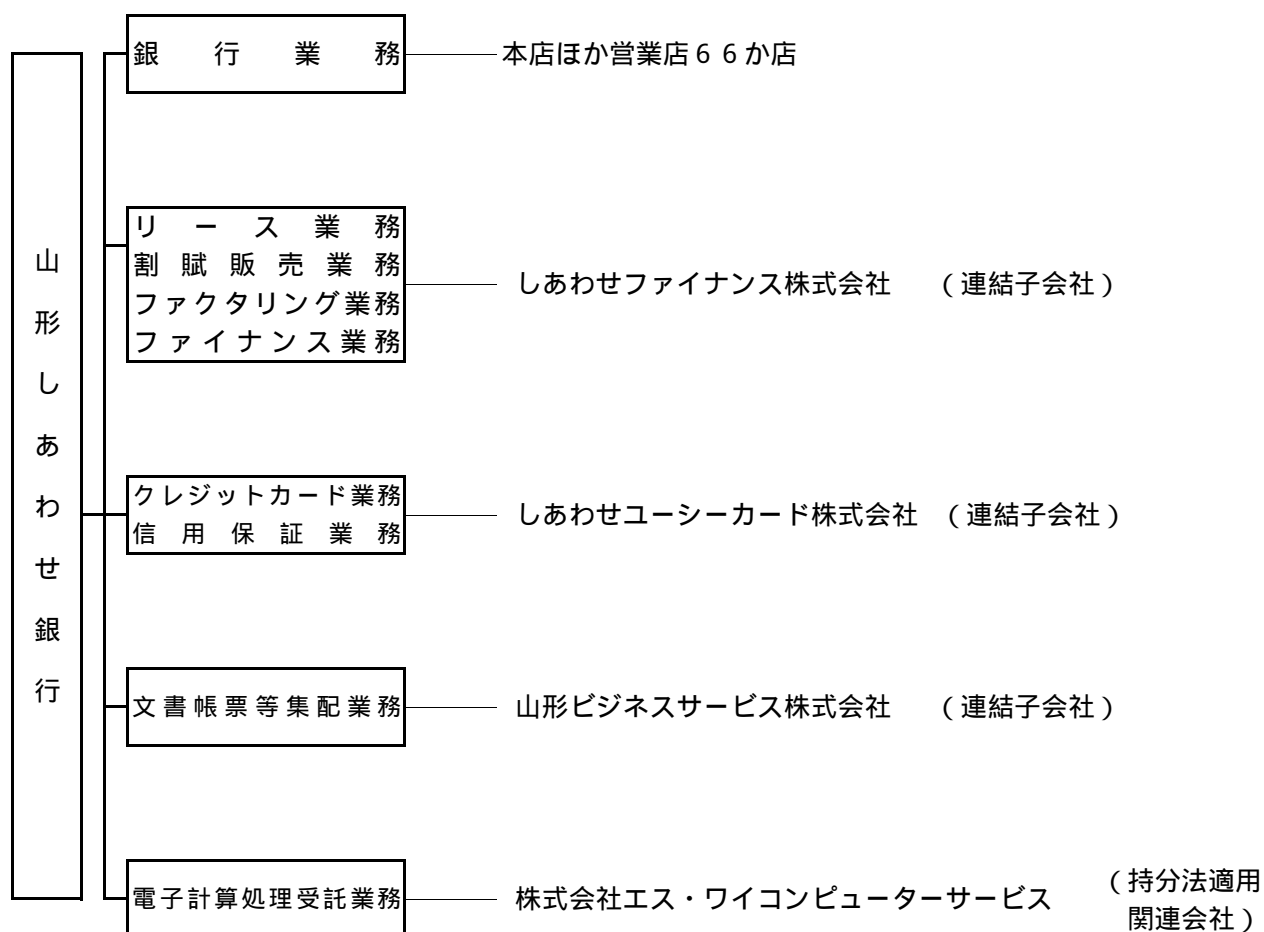 山形しあわせ銀行
銀行業務
本店ほか営業店６６か店
リース業務
割賦販売業務
ファクタリング業務
ファイナンス業務
しあわせファイナンス株式会社 （連結子会社）
クレジットカード業務
信用保証業務
しあわせユーシーカード株式会社 （連結子会社）
文書帳票等集配業務
山形ビジネスサービス株式会社 （連結子会社）
電子計算処理受託業務
株式会社エス・ワイコンピューターサービス
（持分法適用
関連会社）